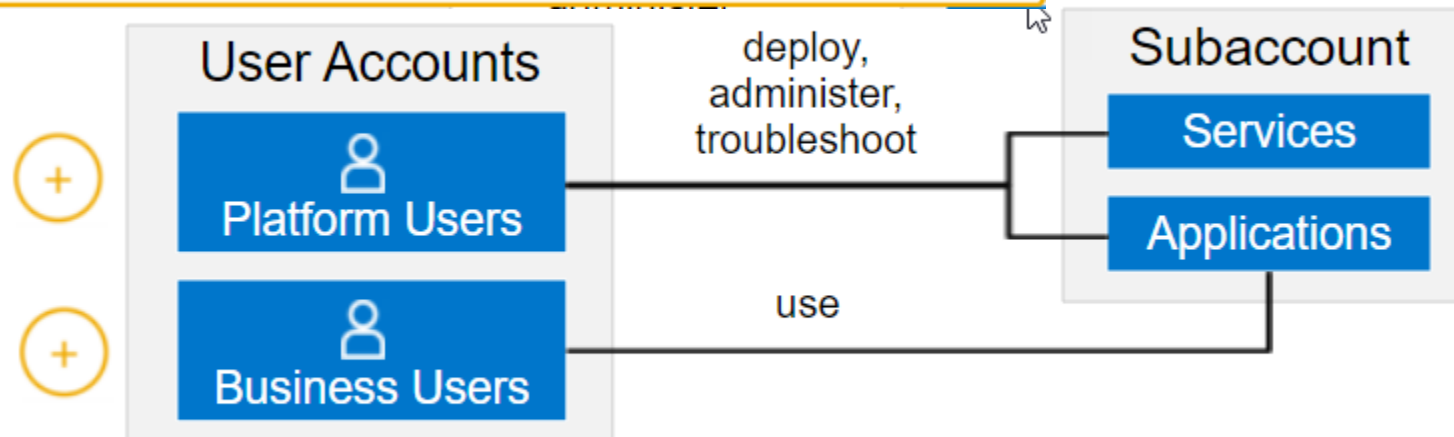 User Accounts
Platform Users
Business Users
deploy,
administer,
troubleshoot
use
Subaccount
Services
Applications